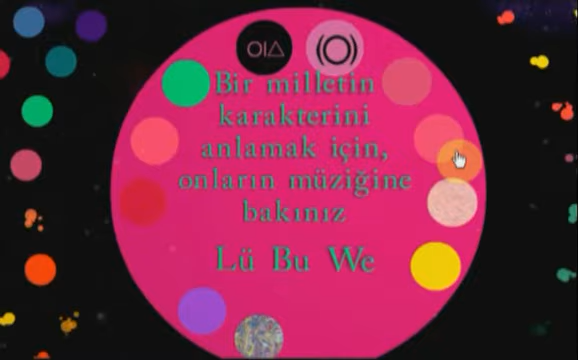 Bir milletin
karakterini
anlamak için,
onların müziğine
bakınız
Lü Bu We